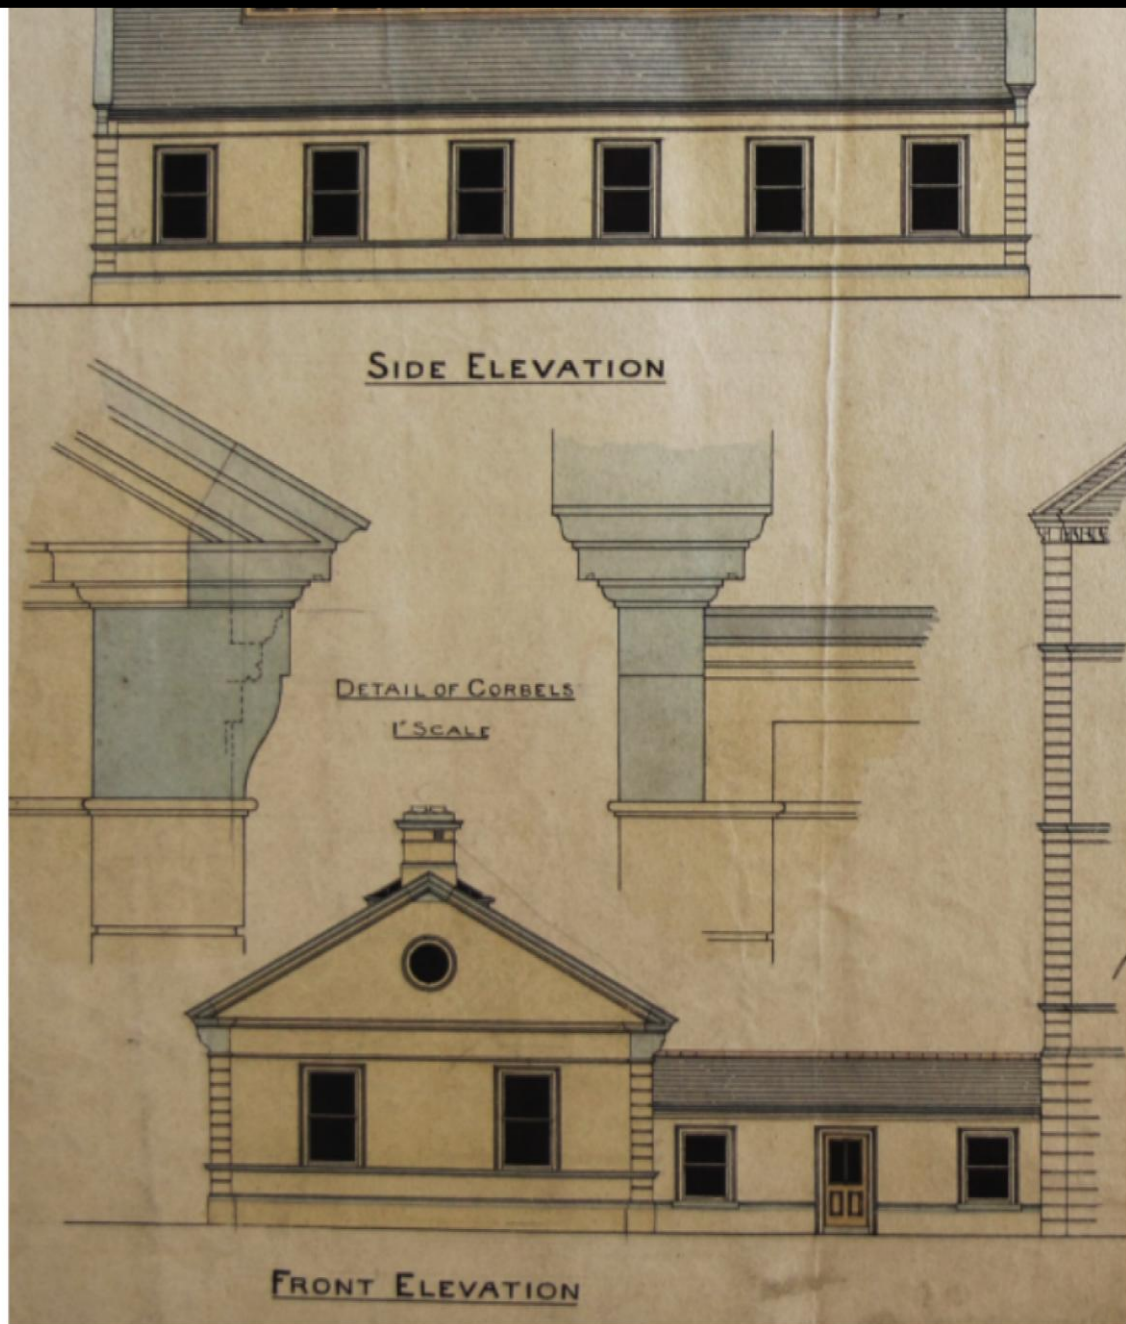 SIDE ELEVATION
DETAIL OF CORBELS
1" SCALE
FRONT ELEVATION